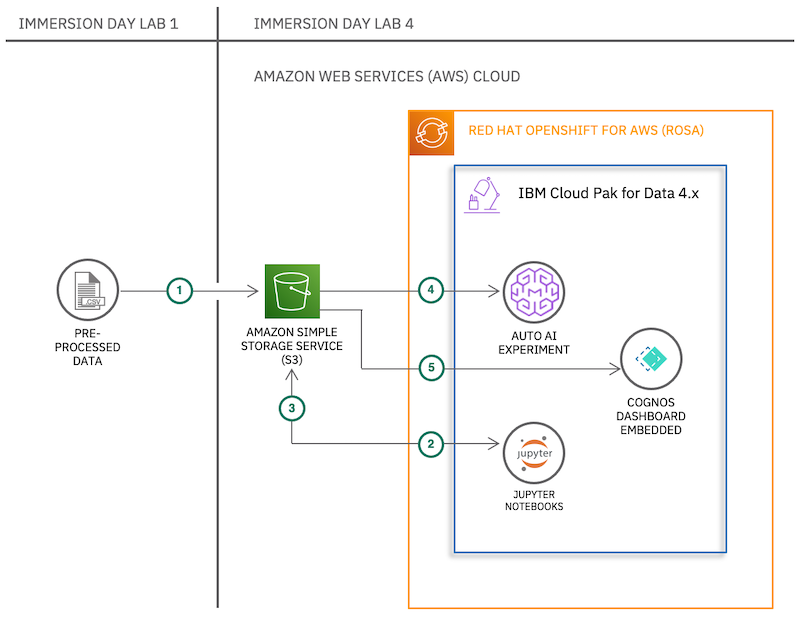 IMMERSION DAY LAB 1
IMMERSION DAY LAB 4
AMAZON WEB SERVICES (AWS) CLOUD
RED HAT OPENSHIFT FOR AWS (ROSA)
IBM Cloud Pak for Data 4.x
.CSV
1
PRE-
PROCESSED
DATA
AMAZON SIMPLE
STORAGE SERVICE
(S3)
4
AUTO AI
EXPERIMENT
5
COGNOS
DASHBOARD
EMBEDDED
3
2
jupyter
JUPYTER
NOTEBOOKS